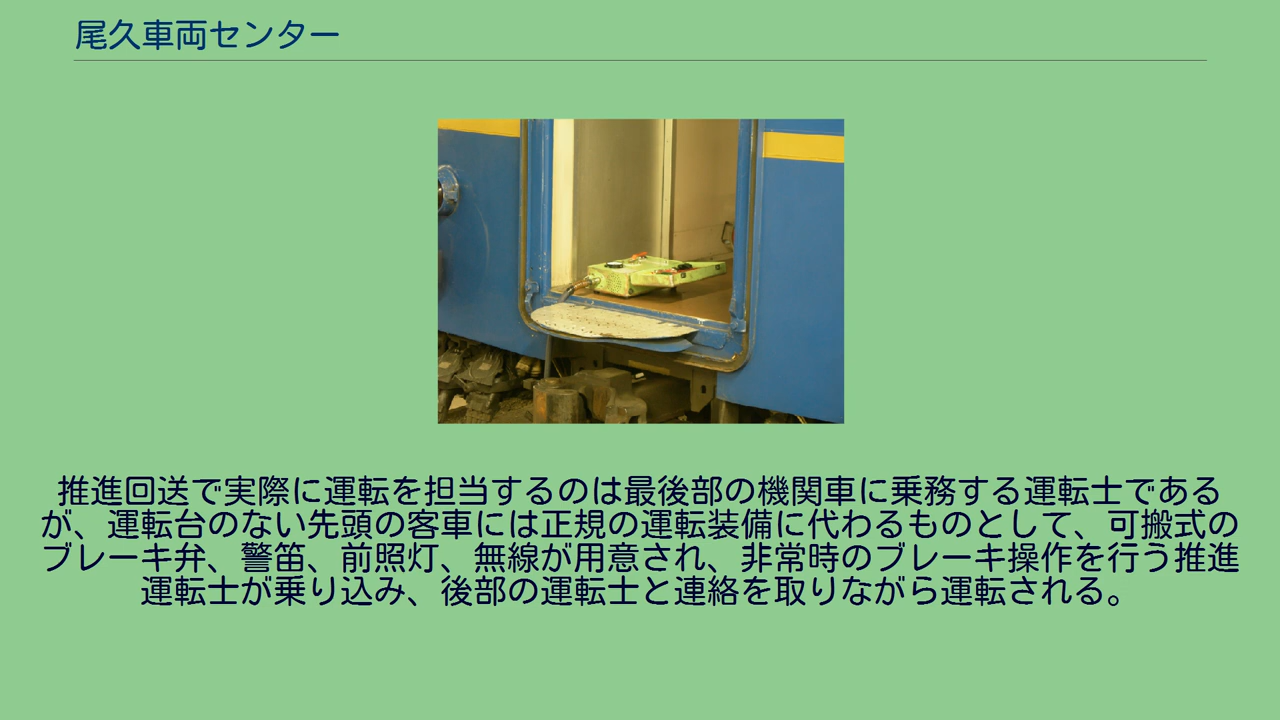 尾久車両センター
推進回送で実際に運転を担当するのは最後部の機関車に乗務する運転士である
が、運転台のない先頭の客車には正規の運転装備に代わるものとして、可搬式の
ブレーキ弁、警笛、前照灯、無線が用意され、非常時のブレーキ操作を行う推進
運転士が乗り込み、後部の運転士と連絡を取りながら運転される。